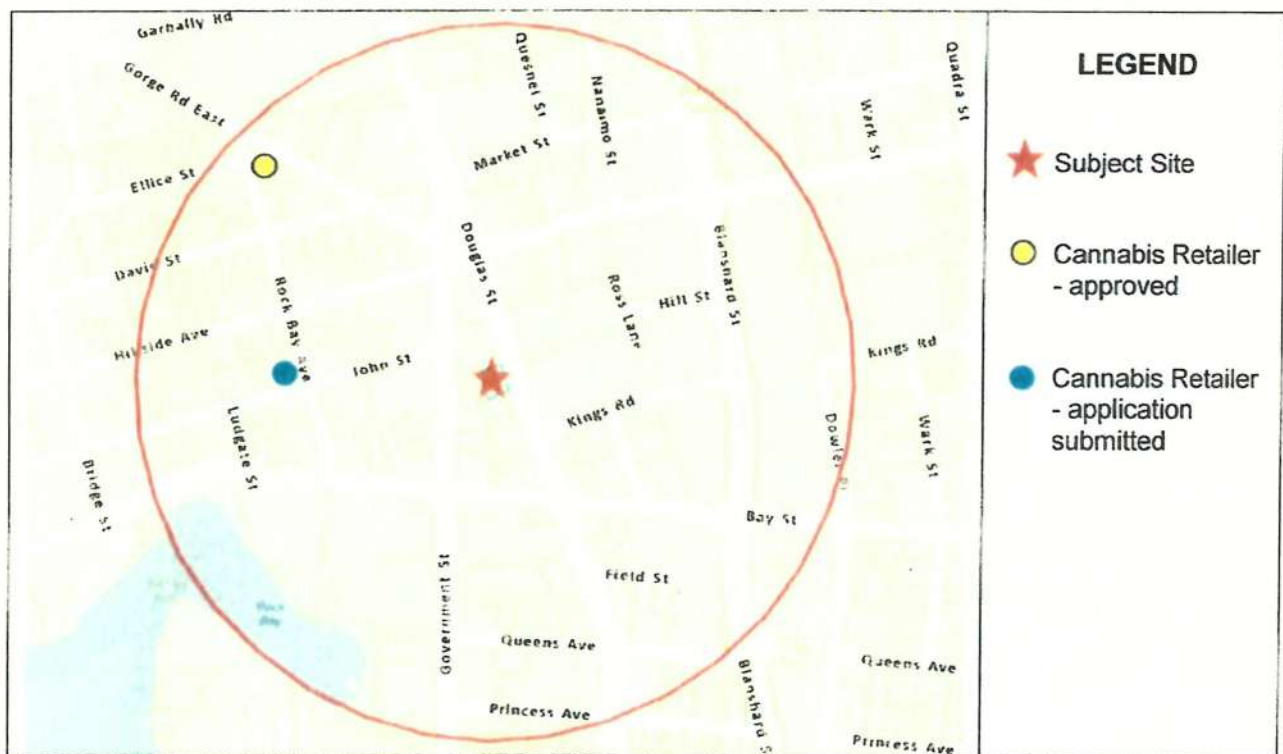 Garbally Rd
Gorge Rd East
Quesnel St
Nanaimo St
Wark St
Quadra St
Market St
Ellice St
David St
Rock Bay Ave
Douglas St
Ross Lane
Hill St
Blanshard St
Hillside Ave
John St
Kings Rd
Kings Rd
Ludgate St
Bridge St
Dowler Pl
Wark St
Bay St
Field St
Government St
Rock
Bay
Queens Ave
Queens Ave
Princess Ave
Blanshard S
Princess Ave
LEGEND
Subject Site
Cannabis Retailer
- approved
Cannabis Retailer
- application
submitted